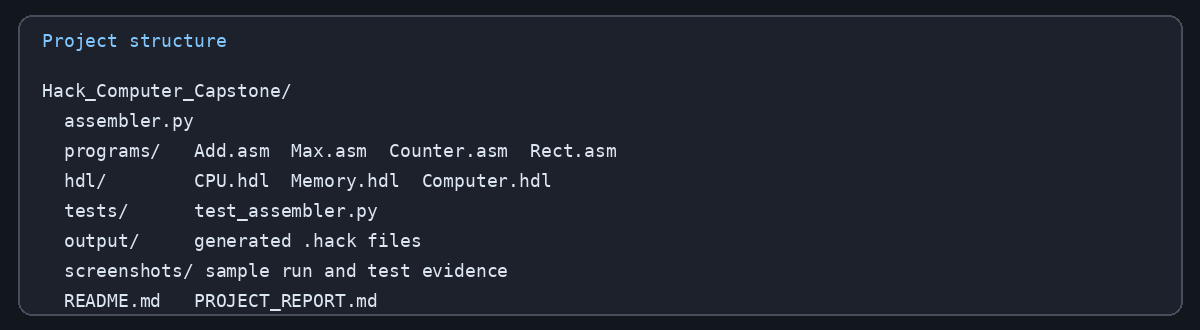 Project structure
Hack_Computer_Capstone/
assembler.py
programs/   Add.asm  Max.asm  Counter.asm  Rect.asm
hdl/        CPU.hdl  Memory.hdl  Computer.hdl
tests/      test_assembler.py
output/     generated .hack files
screenshots/ sample run and test evidence
README.md   PROJECT_REPORT.md